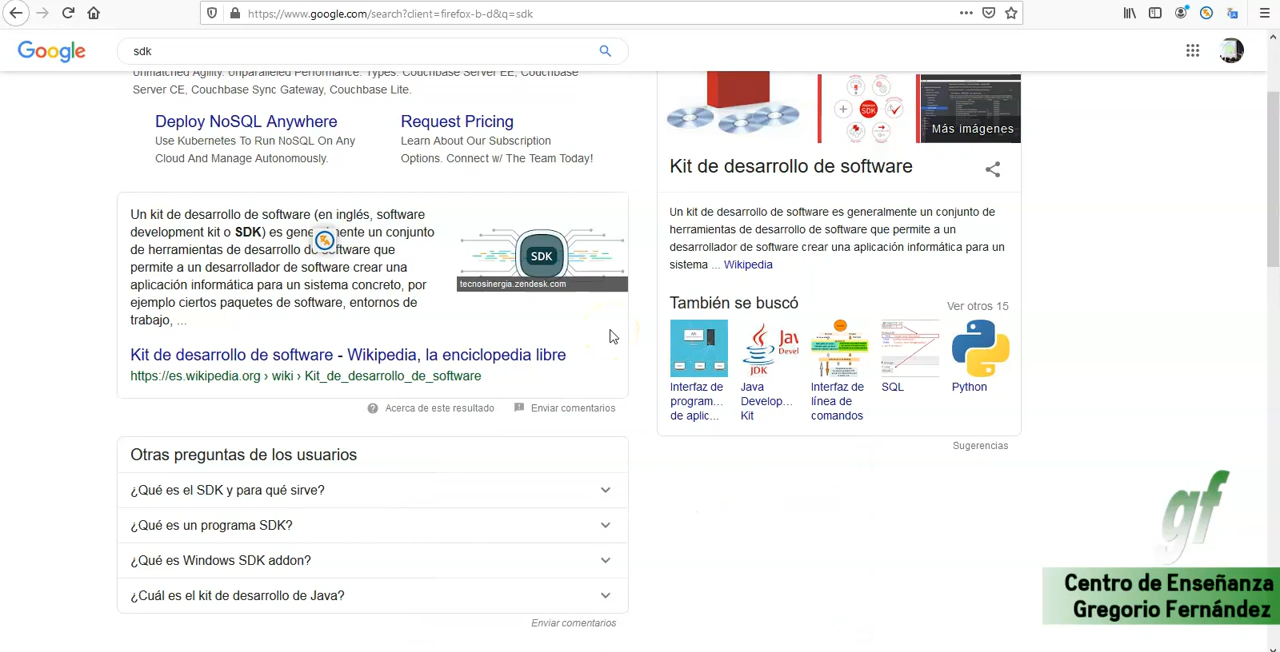 https://www.google.com/search?client=firefox-b-d&q=sdk
Google
sdk
Unmatched Agility. Unparalleled Performance. Types: Couchbase Server EE, Couchbase
Server CE, Couchbase Sync Gateway, Couchbase Lite.
Deploy NoSQL Anywhere
Use Kubernetes To Run NoSQL On Any
Cloud And Manage Autonomously.
Request Pricing
Learn About Our Subscription
Options. Connect w/ The Team Today!
Un kit de desarrollo de software (en inglés, software
development kit o SDK) es generalmente un conjunto
de herramientas de desarrollo de software que
permite a un desarrollador de software crear una
aplicación informática para un sistema concreto, por
ejemplo ciertos paquetes de software, entornos de
trabajo, ...
SDK
tecnosinergia.zendesk.com
Kit de desarrollo de software - Wikipedia, la enciclopedia libre
https://es.wikipedia.org › wiki › Kit_de_desarrollo_de_software
Acerca de este resultado
Enviar comentarios
Otras preguntas de los usuarios
¿Qué es el SDK y para qué sirve?
¿Qué es un programa SDK?
¿Qué es Windows SDK addon?
¿Cuál es el kit de desarrollo de Java?
Enviar comentarios
SDK
Más imágenes
Kit de desarrollo de software
Un kit de desarrollo de software es generalmente un conjunto de
herramientas de desarrollo de software que permite a un
desarrollador de software crear una aplicación informática para un
sistema ... Wikipedia
También se buscó
Ver otros 15
Jav
Devel
JDK
Interfaz de
program...
de aplic...
Java
Develop...
Kit
Interfaz de
línea de
comandos
SQL
Python
Sugerencias
gf
Centro de Enseñanza
Gregorio Fernández